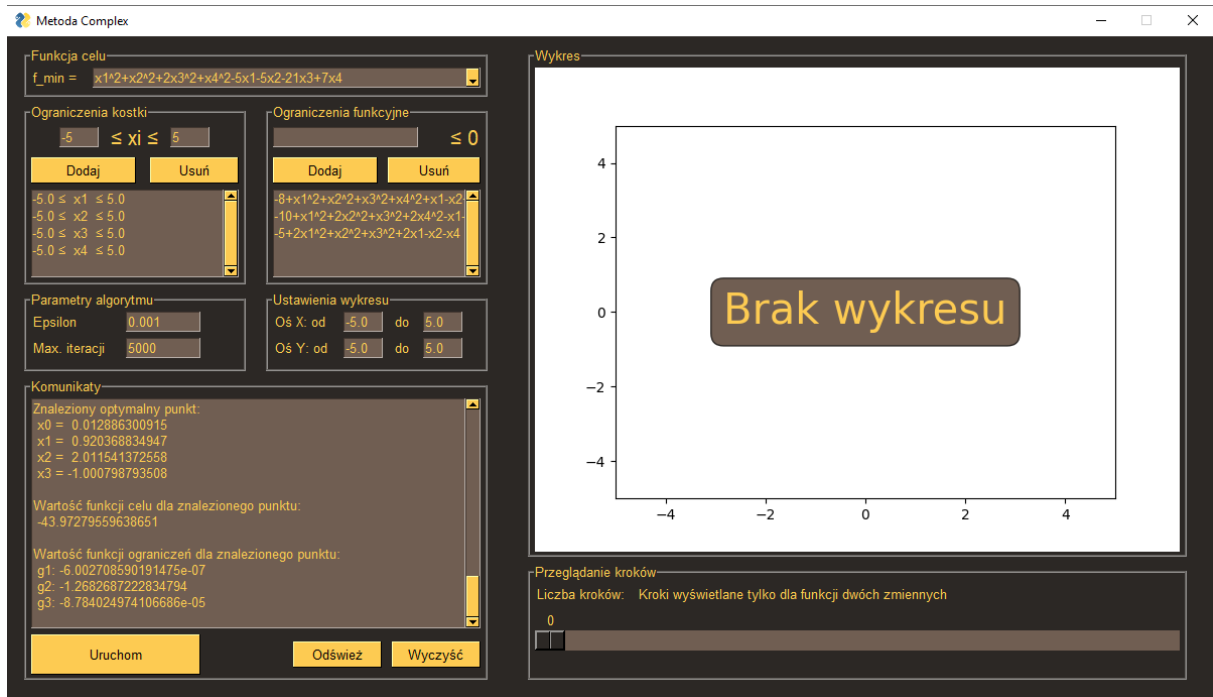 Metoda Complex
Funkcja celu
f_min = x1^2+x2^2+2x3^2+x4^2-5x1-5x2-21x3+7x4
Ograniczenia kostki
-5 ≤ xi ≤ 5
Dodaj Usuń
-5.0 ≤ x1 ≤ 5.0
-5.0 ≤ x2 ≤ 5.0
-5.0 ≤ x3 ≤ 5.0
-5.0 ≤ x4 ≤ 5.0
Ograniczenia funkcyjne
≤ 0
Dodaj Usuń
-8+x1^2+x2^2+x3^2+x4^2+x1-x2-
-10+x1^2+2x2^2+x3^2+2x4^2-x1-
-5+2x1^2+x2^2+x3^2+2x1-x2-x4
Parametry algorytmu
Epsilon 0.001
Max. iteracji 5000
Ustawienia wykresu
Oś X: od -5.0 do 5.0
Oś Y: od -5.0 do 5.0
Komunikaty
Znaleziony optymalny punkt:
x0 = 0.012886300915
x1 = 0.920368834947
x2 = 2.011541372558
x3 = -1.000798793508
Wartość funkcji celu dla znalezionego punktu:
-43.97279559638651
Wartość funkcji ograniczeń dla znalezionego punktu:
g1: -6.002708590191475e-07
g2: -1.2682687222834794
g3: -8.784024974106686e-05
Uruchom Odśwież Wyczyść
Wykres
4
2
0
−2
−4
Brak wykresu
−4 −2 0 2 4
Przeglądanie kroków
Liczba kroków: Kroki wyświetlane tylko dla funkcji dwóch zmiennych
0